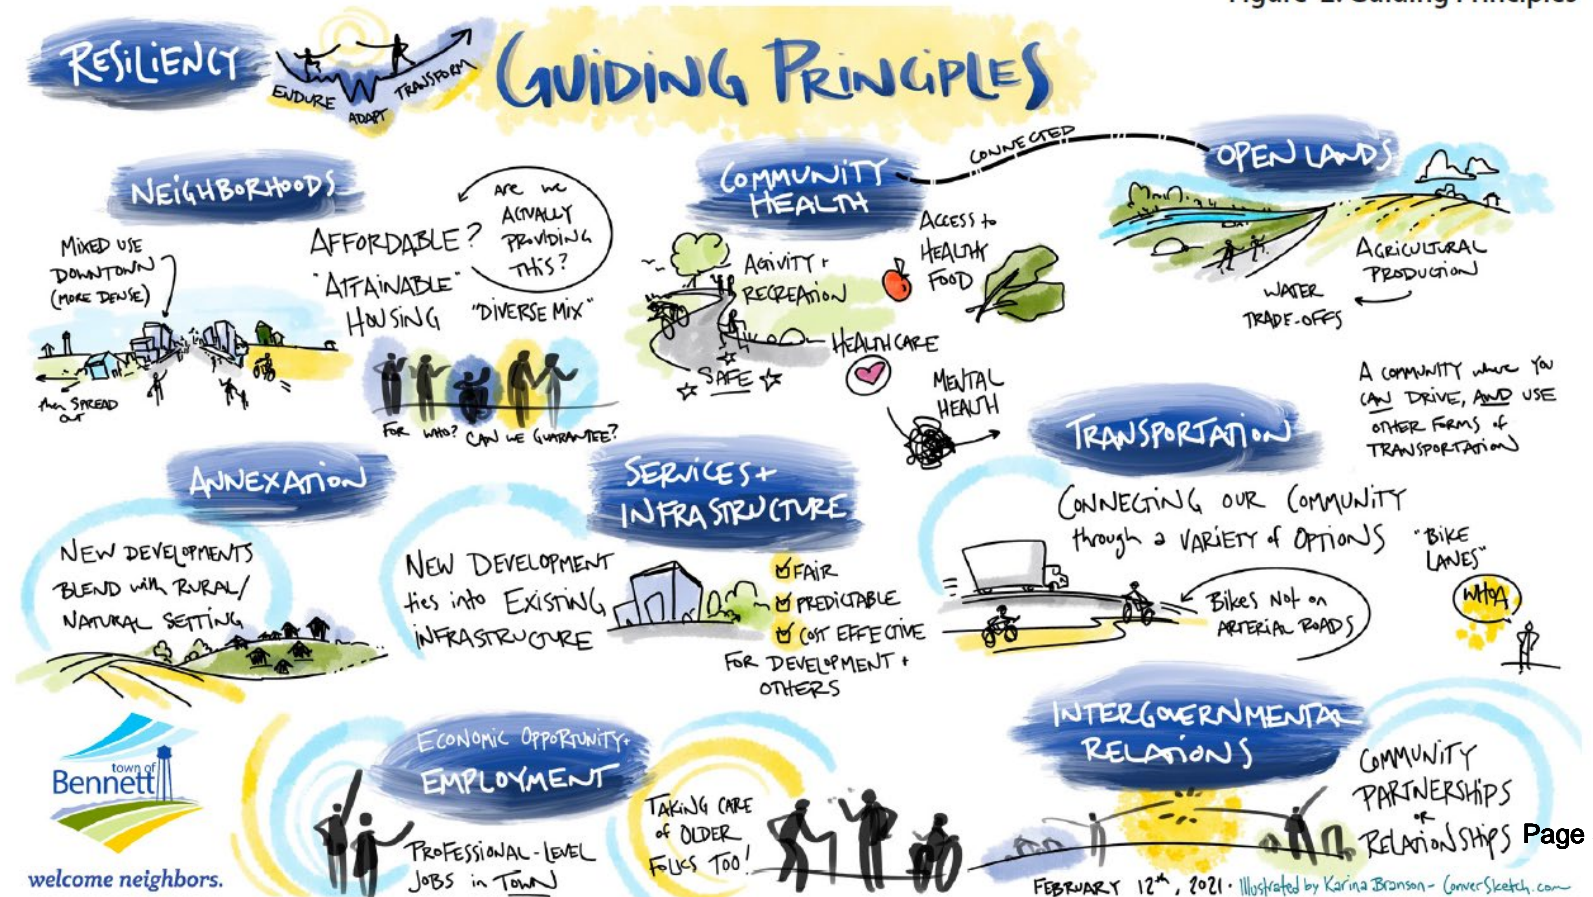 Figure 2. Guiding Principles
RESILIENCY
ENDURE
ADAPT
TRANSFORM
GUIDING PRINCIPLES
NEIGHBORHOODS
MIXED USE
DOWNTOWN
(MORE DENSE)
then SPREAD
OUT
AFFORDABLE?
"ATTAINABLE"
HOUSING
are we
ACTUALLY
PROVIDING
THIS?
"DIVERSE MIX"
FOR WHO? CAN WE GUARANTEE?
COMMUNITY
HEALTH
CONNECTED
ACTIVITY +
RECREATION
ACCESS to
HEALTHY
FOOD
SAFE
HEALTHCARE
MENTAL
HEALTH
OPEN LANDS
AGRICULTURAL
PRODUCTION
WATER
TRADE-OFFS
ANNEXATION
NEW DEVELOPMENTS
BLEND with RURAL/
NATURAL SETTING
SERVICES +
INFRASTRUCTURE
NEW DEVELOPMENT
ties into EXISTING
INFRASTRUCTURE
FAIR
PREDICTABLE
COST EFFECTIVE
FOR DEVELOPMENT +
OTHERS
TRANSPORTATION
A COMMUNITY where YOU
CAN DRIVE, AND USE
OTHER FORMS of
TRANSPORTATION
CONNECTING OUR COMMUNITY
through a VARIETY of OPTIONS
BIKES NOT on
ARTERIAL ROADS
"BIKE
LANES"
WHOA
town of
Bennett
welcome neighbors.
ECONOMIC OPPORTUNITY +
EMPLOYMENT
PROFESSIONAL-LEVEL
JOBS in TOWN
TAKING CARE
of OLDER
FOLKS TOO!
INTERGOVERNMENTAL
RELATIONS
COMMUNITY
PARTNERSHIPS
OR
RELATIONSHIPS
Page
FEBRUARY 12th, 2021 · Illustrated by Karina Branson - ConverSketch.com